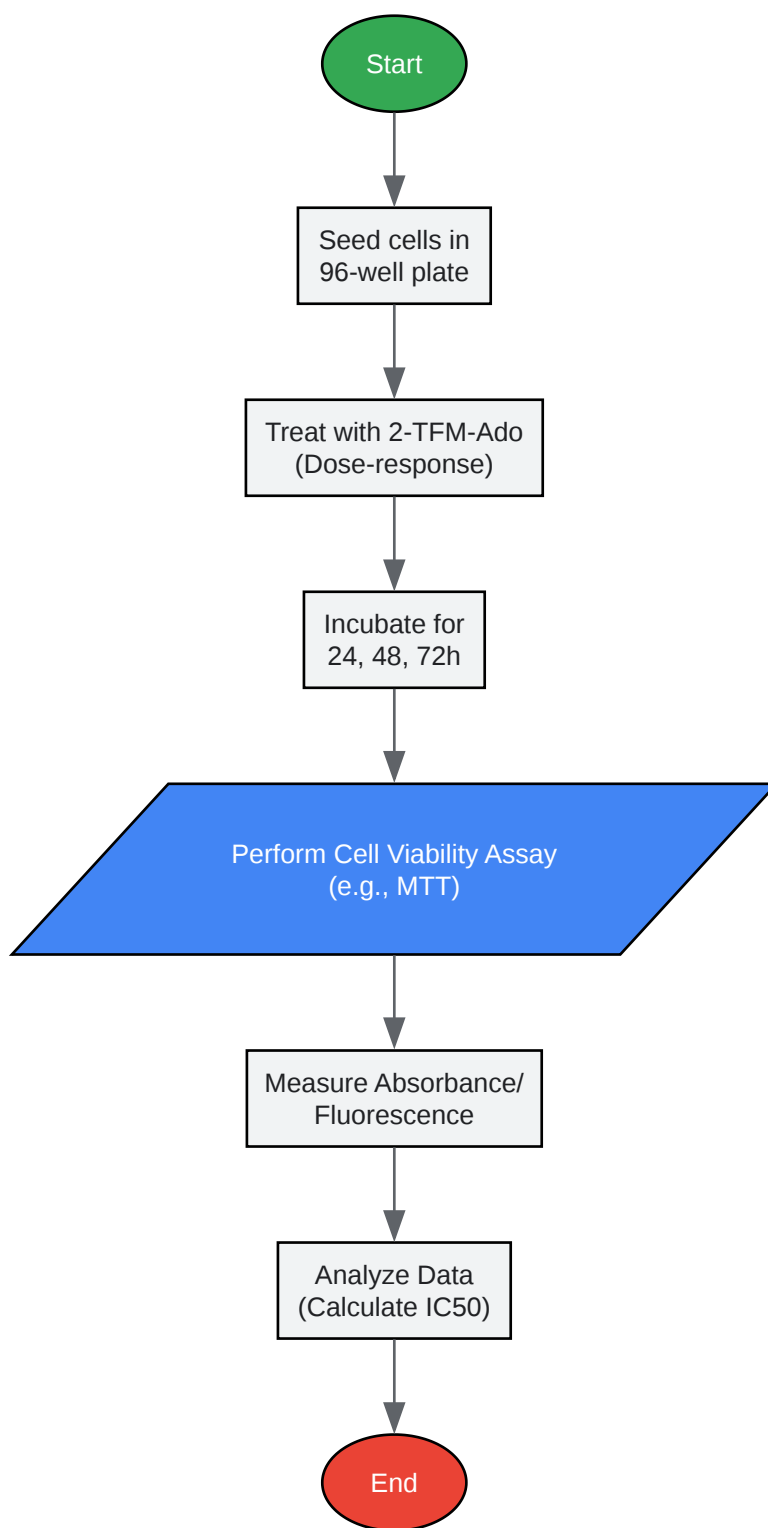 Start
Seed cells in
96-well plate
Treat with 2-TFM-Ado
(Dose-response)
Incubate for
24, 48, 72h
Perform Cell Viability Assay
(e.g., MTT)
Measure Absorbance/
Fluorescence
Analyze Data
(Calculate IC50)
End